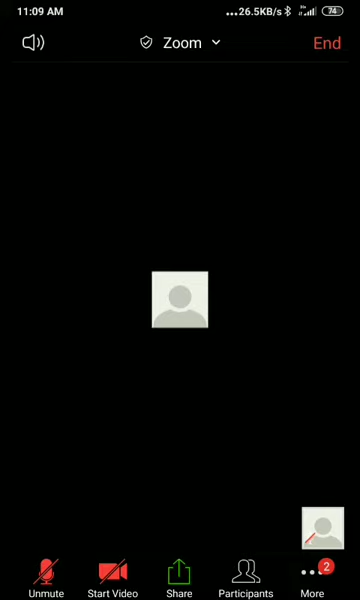 11:09 AM ...26.5KB/s 74
Zoom End
Unmute Start Video Share Participants More 2